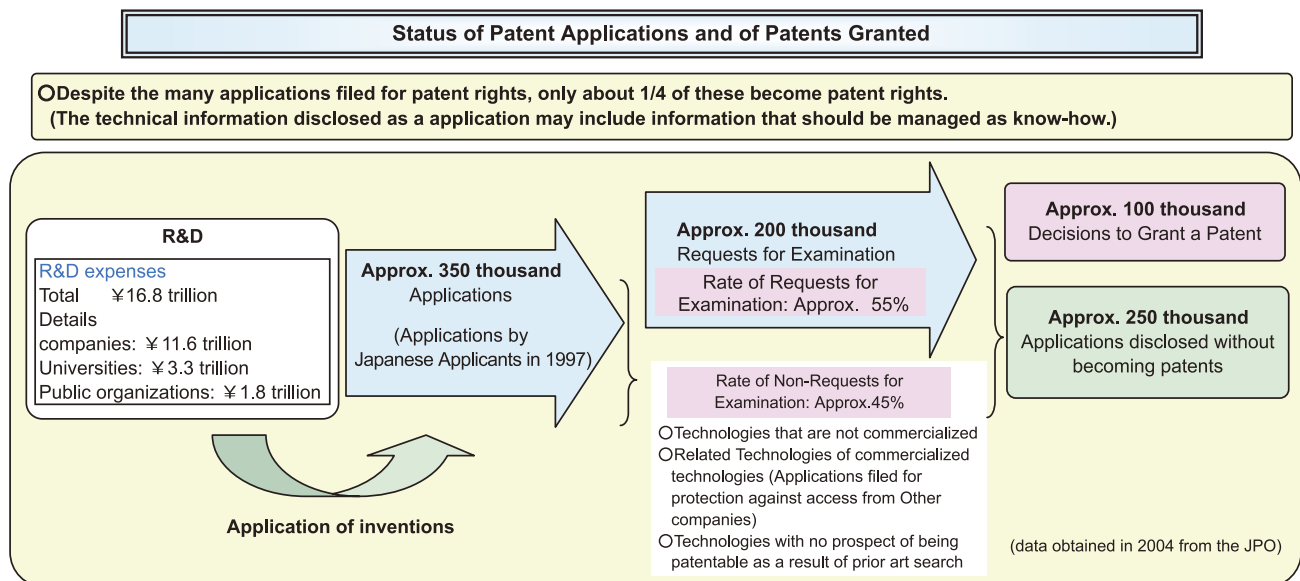 Status of Patent Applications and of Patents Granted
○Despite the many applications filed for patent rights, only about 1/4 of these become patent rights.
(The technical information disclosed as a application may include information that should be managed as know-how.)
R&D
R&D expenses
Total ¥16.8 trillion
Details
companies: ¥11.6 trillion
Universities: ¥3.3 trillion
Public organizations: ¥1.8 trillion
Approx. 350 thousand
Applications
(Applications by
Japanese Applicants in 1997)
Application of inventions
Approx. 200 thousand
Requests for Examination
Rate of Requests for
Examination: Approx. 55%
Rate of Non-Requests for
Examination: Approx.45%
○Technologies that are not commercialized
○Related Technologies of commercialized
technologies (Applications filed for
protection against access from Other
companies)
○Technologies with no prospect of being
patentable as a result of prior art search
Approx. 100 thousand
Decisions to Grant a Patent
Approx. 250 thousand
Applications disclosed without
becoming patents
(data obtained in 2004 from the JPO)